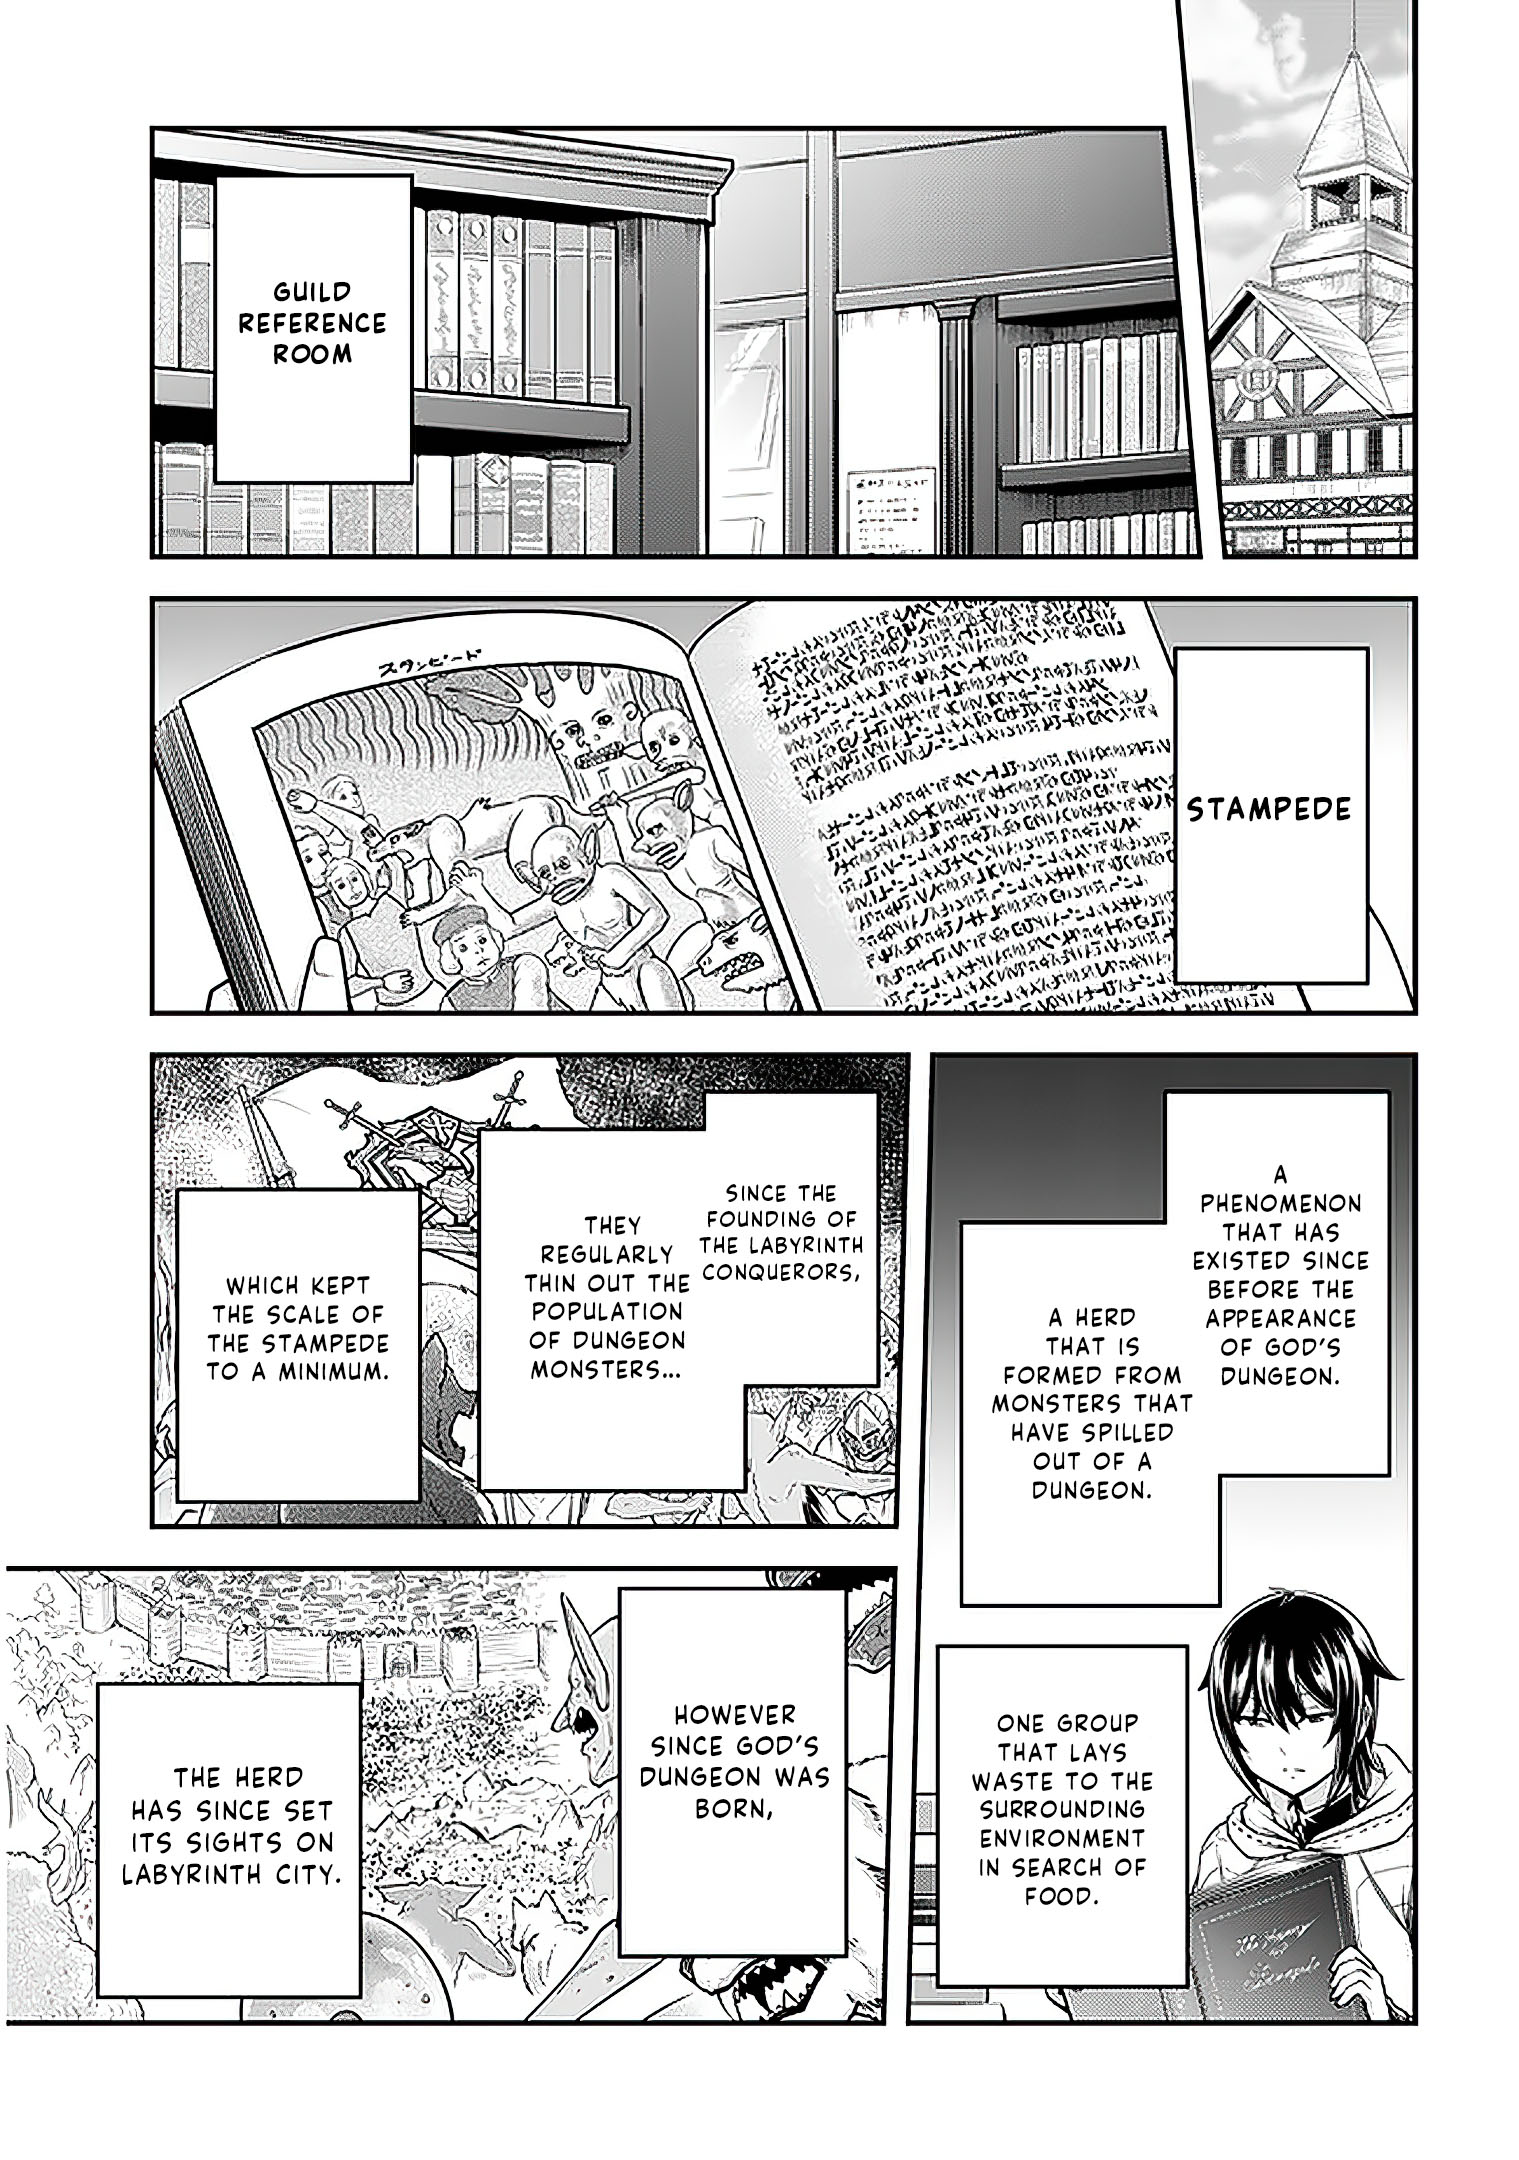 GUILD
REFERENCE
ROOM
スタンピード
STAMPEDE
A
PHENOMENON
THAT HAS
EXISTED SINCE
BEFORE THE
APPEARANCE
OF GOD'S
DUNGEON.
A HERD
THAT IS
FORMED FROM
MONSTERS THAT
HAVE SPILLED
OUT OF A
DUNGEON.
ONE GROUP
THAT LAYS
WASTE TO THE
SURROUNDING
ENVIRONMENT
IN SEARCH OF
FOOD.
SINCE THE
FOUNDING OF
THE LABYRINTH
CONQUERORS,
THEY
REGULARLY
THIN OUT THE
POPULATION
OF DUNGEON
MONSTERS...
WHICH KEPT
THE SCALE OF
THE STAMPEDE
TO A MINIMUM.
HOWEVER
SINCE GOD'S
DUNGEON WAS
BORN,
THE HERD
HAS SINCE SET
ITS SIGHTS ON
LABYRINTH CITY.